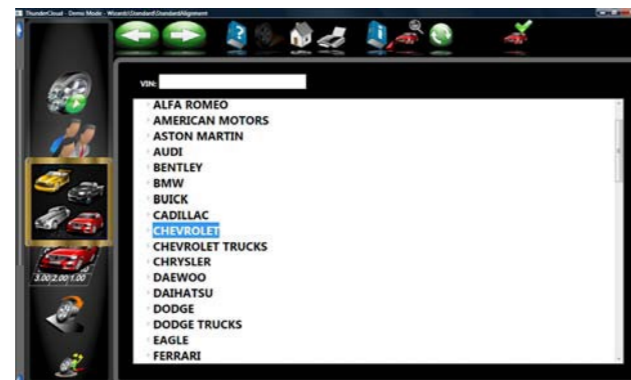 ThunderCloud - Demo Mode - Wizards\Standard\StandardAlignment
VIN:
ALFA ROMEO
AMERICAN MOTORS
ASTON MARTIN
AUDI
BENTLEY
BMW
BUICK
CADILLAC
CHEVROLET
CHEVROLET TRUCKS
CHRYSLER
DAEWOO
DAIHATSU
DODGE
DODGE TRUCKS
EAGLE
FERRARI
3.00 2.00 1.00